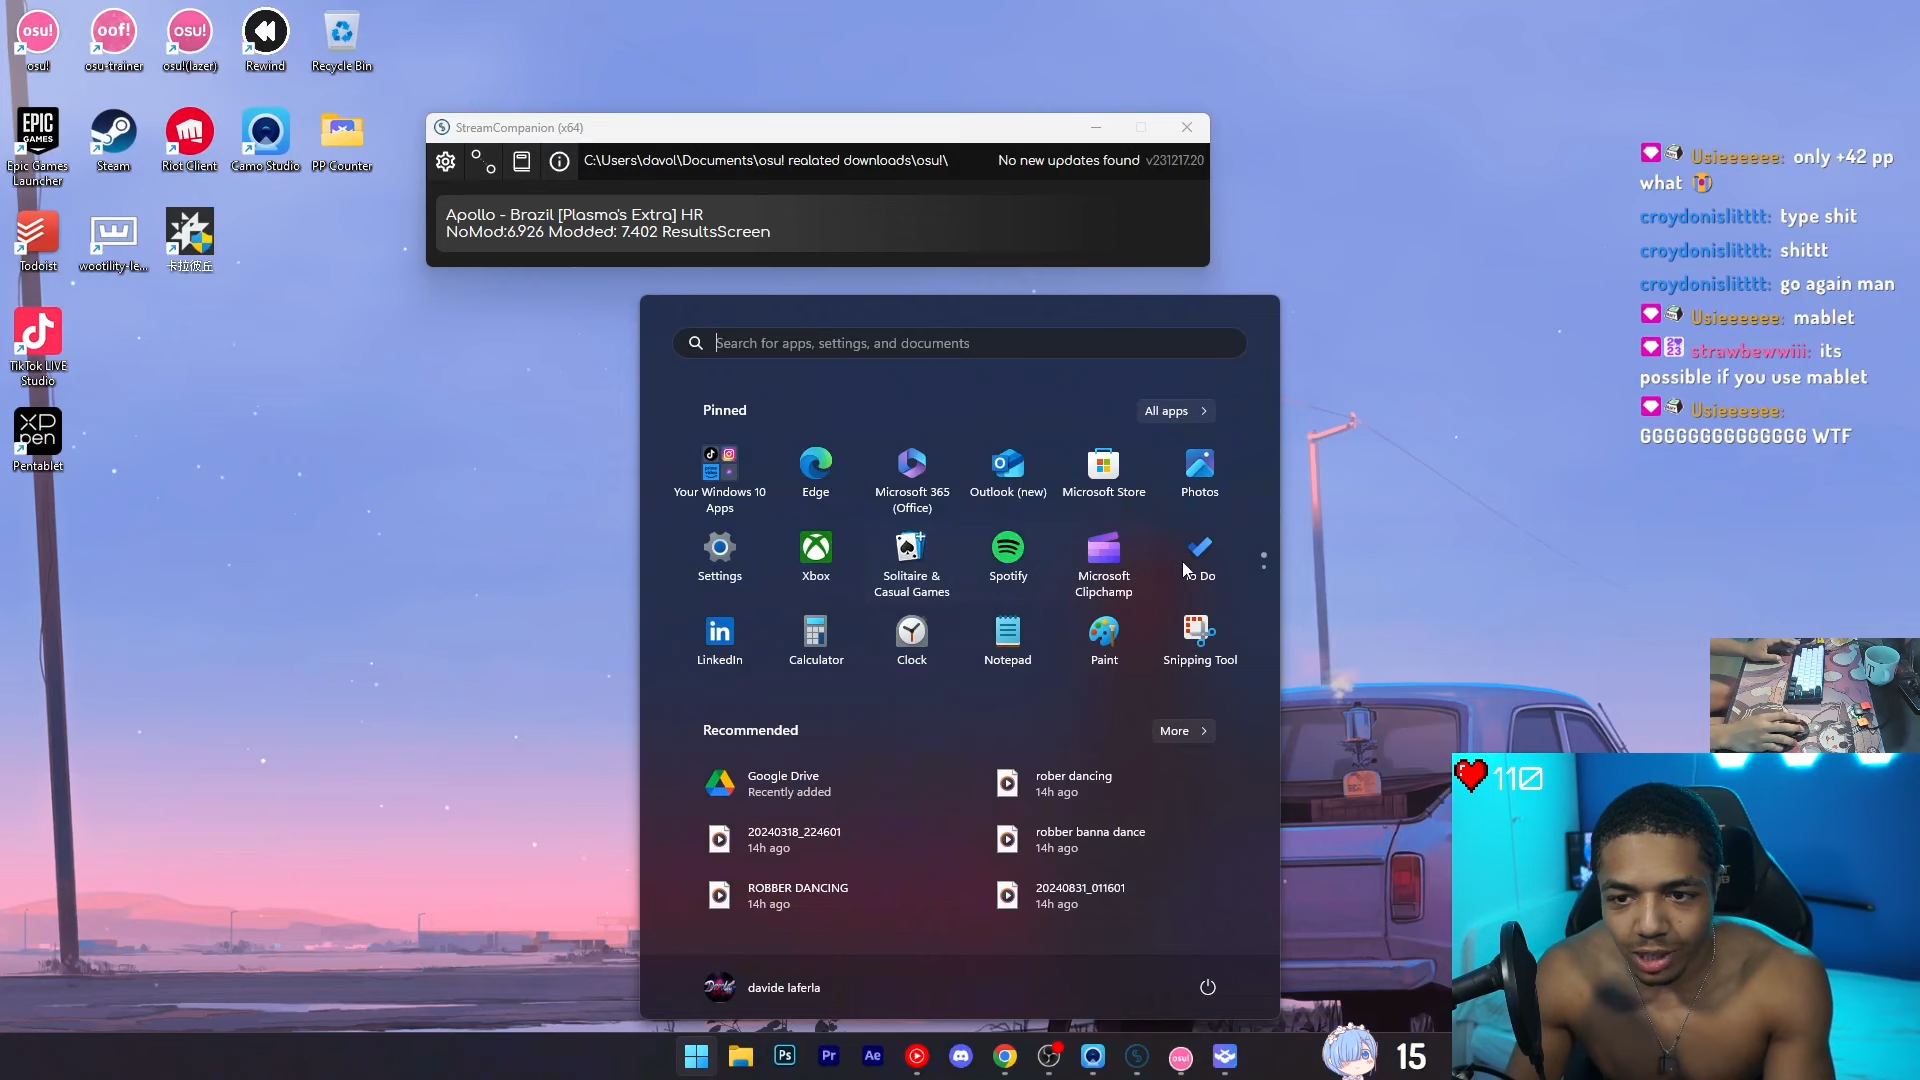 osu!
oof!
osu!
osu!
osu-trainer
osu!(lazer)
Rewind
Recycle Bin
EPIC
GAMES
Epic Games
Launcher
Steam
Riot Client
Camo Studio
PP Counter
Todoist
wootility-le...
卡拉彼丘
TikTok LIVE
Studio
XP
pen
Pentablet
StreamCompanion (x64)
C:\Users\davol\Documents\osu! realated downloads\osu!\
No new updates found v231217.20
Apollo - Brazil [Plasma's Extra] HR
NoMod:6.926 Modded: 7.402 ResultsScreen
Search for apps, settings, and documents
Pinned
All apps
Your Windows 10
Apps
Edge
Microsoft 365
(Office)
Outlook (new)
Microsoft Store
Photos
Settings
Xbox
Solitaire &
Casual Games
Spotify
Microsoft
Clipchamp
To Do
in
LinkedIn
Calculator
Clock
Notepad
Paint
Snipping Tool
Recommended
More
Google Drive
Recently added
rober dancing
14h ago
20240318_224601
14h ago
robber banna dance
14h ago
ROBBER DANCING
14h ago
20240831_011601
14h ago
davide laferla
Ps
Pr
Ae
osu!
15
Usieeeeee: only +42 pp
what
croydonislitttt: type shit
croydonislitttt: shittt
croydonislitttt: go again man
Usieeeeee: mablet
strawbewwiii: its
possible if you use mablet
Usieeeeee:
GGGGGGGGGGGGGG WTF
110